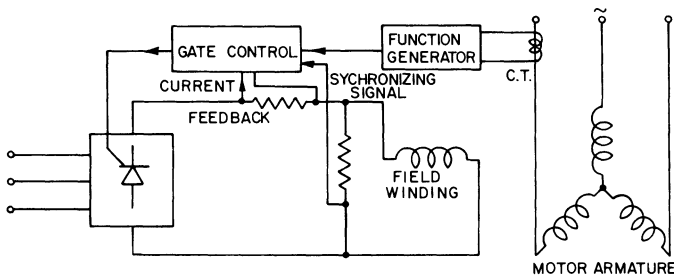 ~
GATE CONTROL
FUNCTION
GENERATOR
C.T.
CURRENT
SYCHRONIZING
SIGNAL
FEEDBACK
FIELD
WINDING
MOTOR ARMATURE